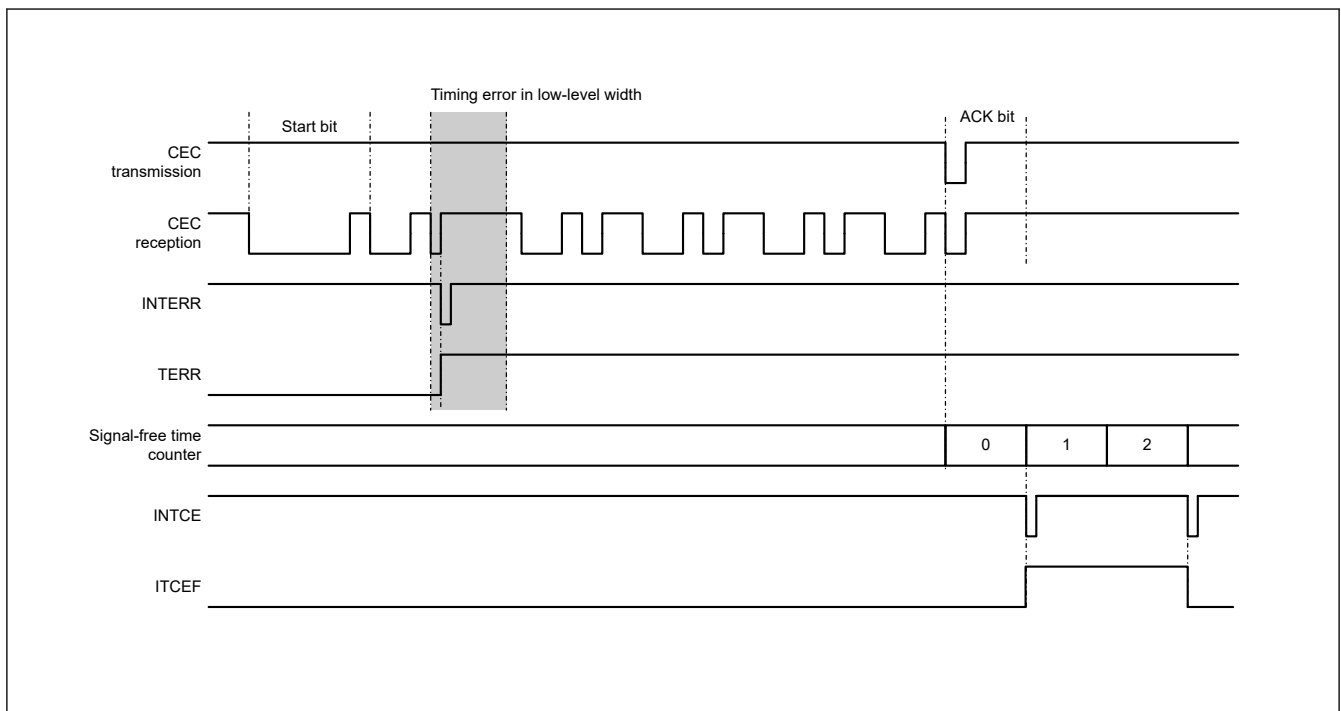 Timing error in low-level width
Start bit
ACK bit
CEC
transmission
CEC
reception
INTERR
TERR
Signal-free time
counter
0
1
2
INTCE
ITCEF